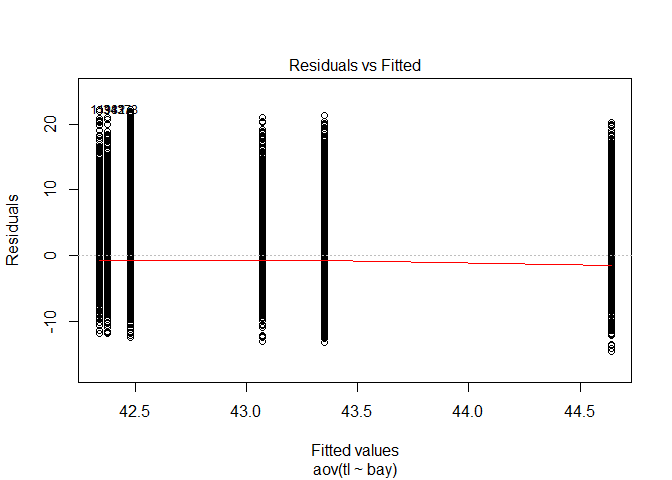 Residuals vs Fitted
20
10
0
-10
Residuals
42.5 43.0 43.5 44.0 44.5
Fitted values
aov(tl ~ bay)